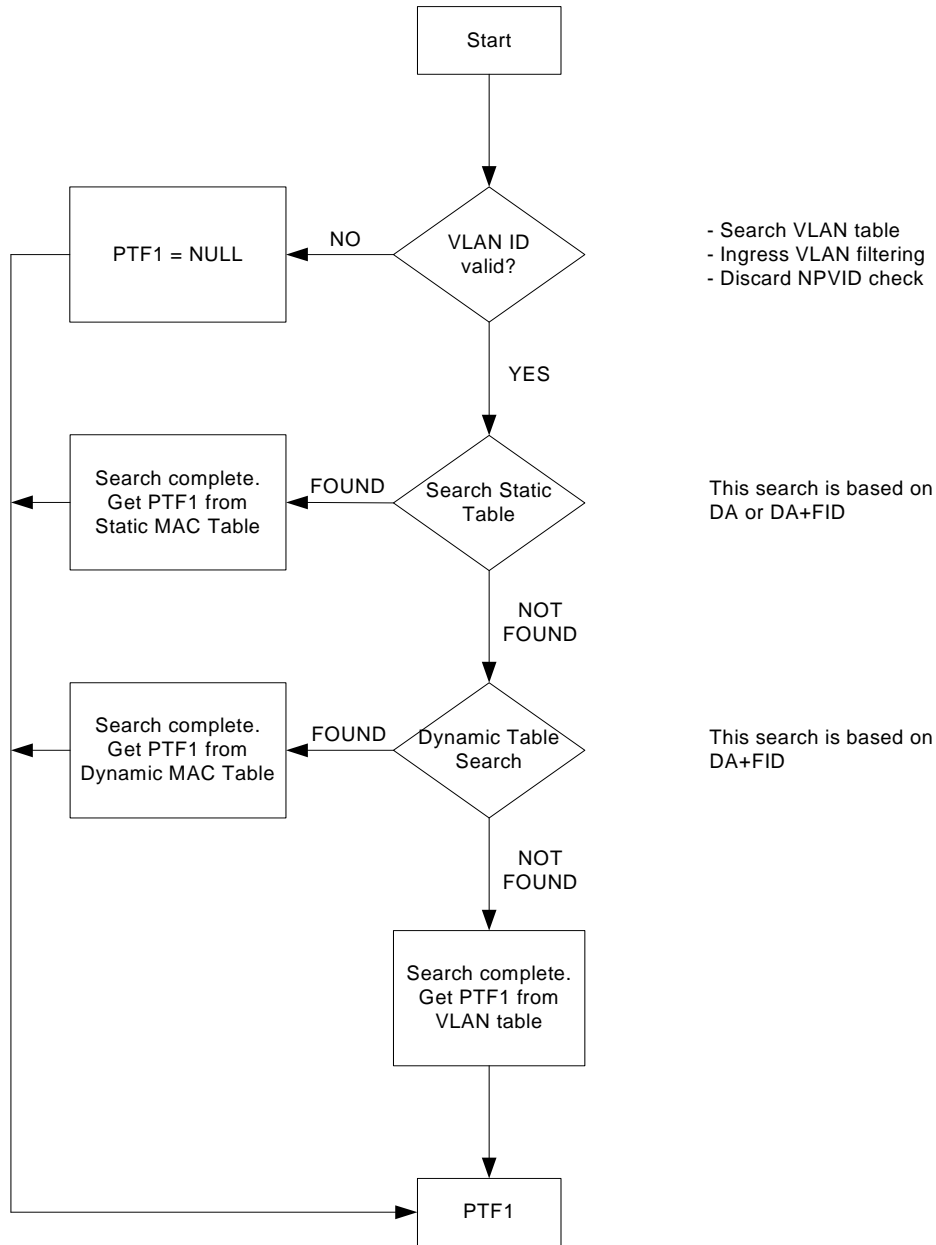 Start
VLAN ID
valid?
NO
PTF1 = NULL
- Search VLAN table
- Ingress VLAN filtering
- Discard NPVID check
YES
Search Static
Table
FOUND
Search complete.
Get PTF1 from
Static MAC Table
This search is based on
DA or DA+FID
NOT
FOUND
Dynamic Table
Search
FOUND
Search complete.
Get PTF1 from
Dynamic MAC Table
This search is based on
DA+FID
NOT
FOUND
Search complete.
Get PTF1 from
VLAN table
PTF1